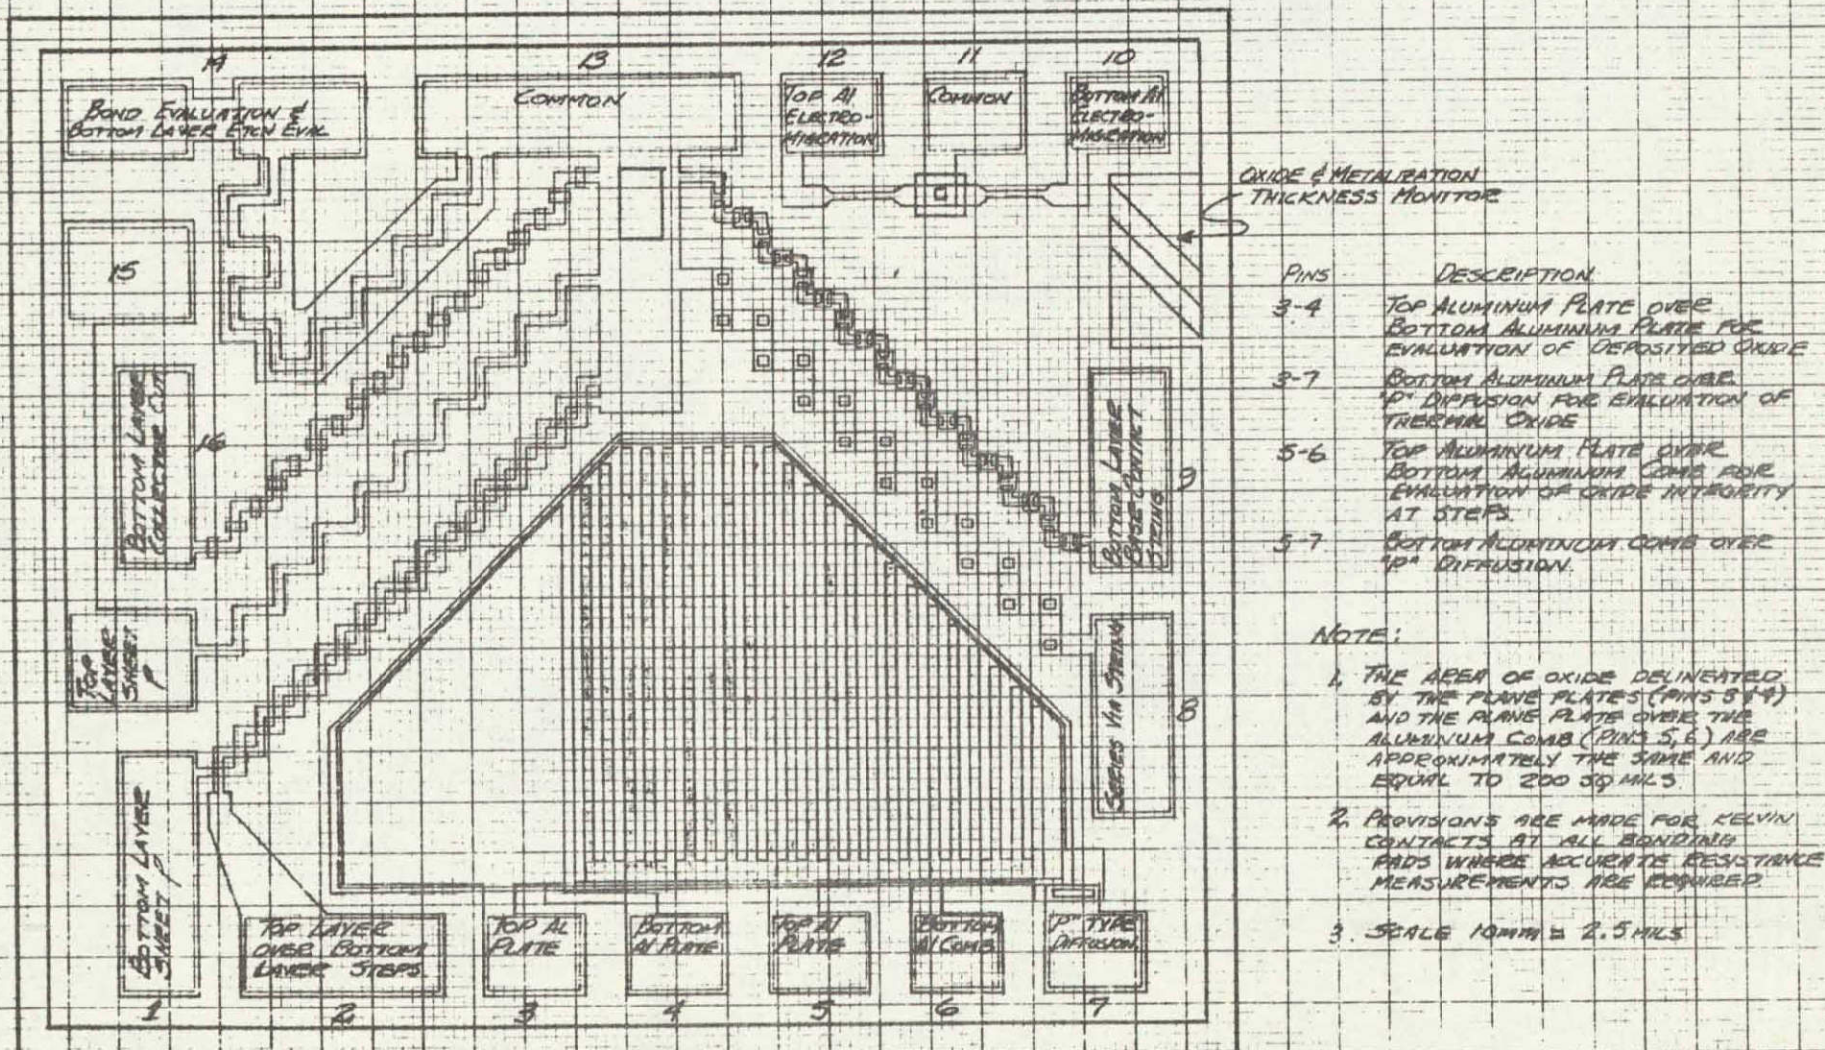 14
13
12
11
10
BOND EVALUATION &
BOTTOM LAYER ETCH EVAL
COMMON
TOP Al
ELECTRO-
MIGRATION
COMMON
BOTTOM Al
ELECTRO-
MIGRATION
OXIDE & METALIZATION
THICKNESS MONITOR
15
BOTTOM LAYER
COLLECTOR CUT
16
TOP
LAYER
SHEET
ρ
BOTTOM LAYER
SHEET ρ
1
TOP LAYER
OVER BOTTOM
LAYER STEPS
2
TOP AL
PLATE
3
BOTTOM
Al PLATE
4
TOP Al
PLATE
5
BOTTOM
Al COMB
6
P+ TYPE
DIFFUSION
7
SERIES VIA STRING
8
BOTTOM LAYER
BASE CONTACT
STRING
9
PINS DESCRIPTION
3-4 TOP ALUMINUM PLATE OVER
BOTTOM ALUMINUM PLATE FOR
EVALUATION OF DEPOSITED OXIDE
3-7 BOTTOM ALUMINUM PLATE OVER
"P" DIFFUSION FOR EVALUATION OF
THERMAL OXIDE
5-6 TOP ALUMINUM PLATE OVER
BOTTOM ALUMINUM COMB FOR
EVALUATION OF OXIDE INTEGRITY
AT STEPS.
5-7 BOTTOM ALUMINUM COMB OVER
"P" DIFFUSION.
NOTE:
1. THE AREA OF OXIDE DELINEATED
BY THE PLANE PLATES (PINS 3 & 4)
AND THE PLANE PLATE OVER THE
ALUMINUM COMB (PINS 5,6) ARE
APPROXIMATELY THE SAME AND
EQUAL TO 200 SQ MILS
2. PROVISIONS ARE MADE FOR KELVIN
CONTACTS AT ALL BONDING
PADS WHERE ACCURATE RESISTANCE
MEASUREMENTS ARE REQUIRED.
3. SCALE 10mm = 2.5 MILS